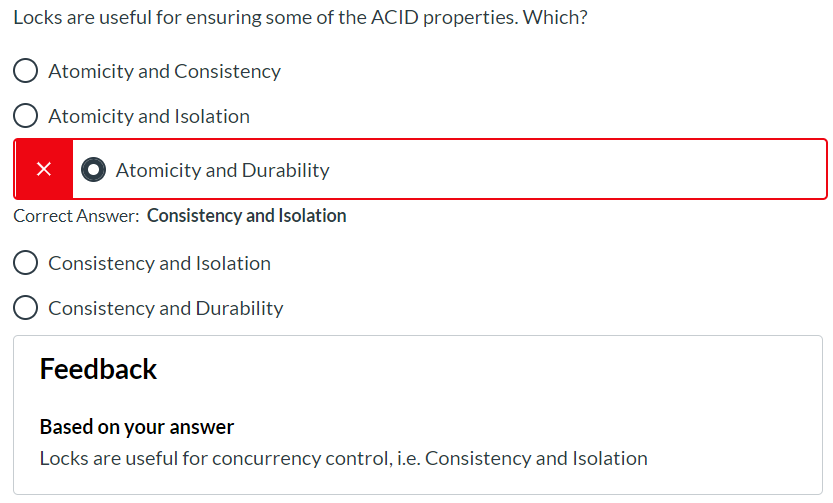 Locks are useful for ensuring some of the ACID properties. Which?
Atomicity and Consistency
Atomicity and Isolation
Atomicity and Durability
Correct Answer: Consistency and Isolation
Consistency and Isolation
Consistency and Durability
Feedback
Based on your answer
Locks are useful for concurrency control, i.e. Consistency and Isolation